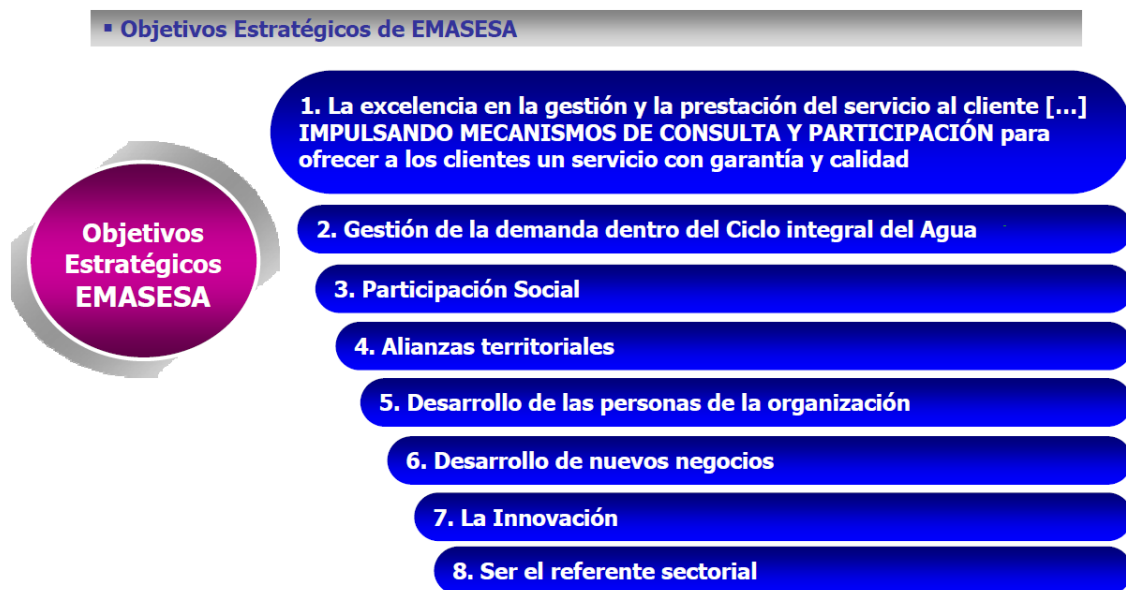 ▪ Objetivos Estratégicos de EMASESA
Objetivos
Estratégicos
EMASESA
1. La excelencia en la gestión y la prestación del servicio al cliente [...]
IMPULSANDO MECANISMOS DE CONSULTA Y PARTICIPACIÓN para
ofrecer a los clientes un servicio con garantía y calidad
2. Gestión de la demanda dentro del Ciclo integral del Agua
3. Participación Social
4. Alianzas territoriales
5. Desarrollo de las personas de la organización
6. Desarrollo de nuevos negocios
7. La Innovación
8. Ser el referente sectorial